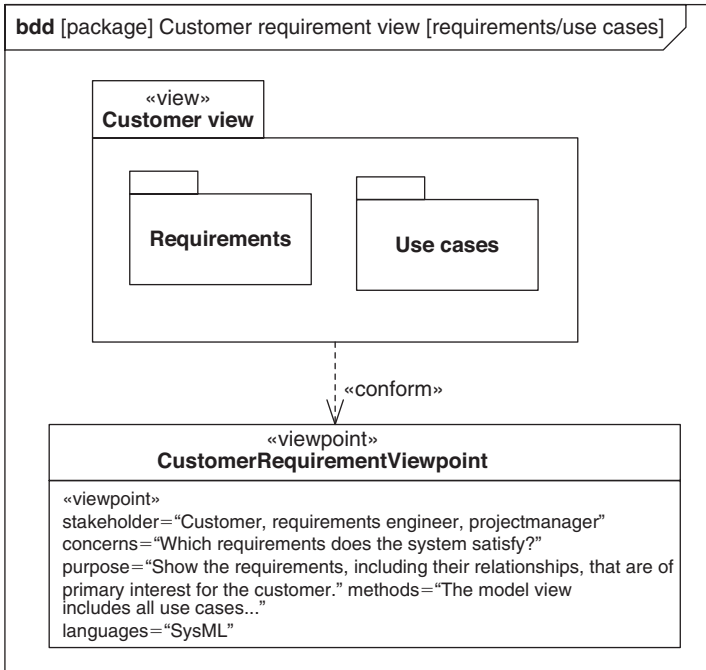 bdd [package] Customer requirement view [requirements/use cases]
«view»
Customer view
Requirements
Use cases
«conform»
«viewpoint»
CustomerRequirementViewpoint
«viewpoint»
stakeholder=“Customer, requirements engineer, projectmanager”
concerns=“Which requirements does the system satisfy?”
purpose=“Show the requirements, including their relationships, that are of
primary interest for the customer.” methods=“The model view
includes all use cases...”
languages=“SysML”